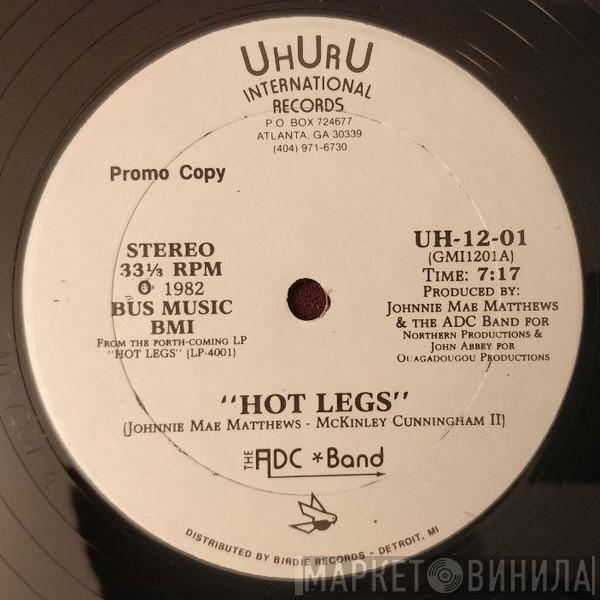 UHURU
INTERNATIONAL
RECORDS
P.O. BOX 724677
ATLANTA, GA 30339
(404) 971-6730
Promo Copy
STEREO
33⅓ RPM
℗ 1982
BUS MUSIC
BMI
FROM THE FORTH-COMING LP
"HOT LEGS" (LP-4001)
UH-12-01
(GMI1201A)
TIME: 7:17
PRODUCED BY:
JOHNNIE MAE MATTHEWS
& THE ADC BAND FOR
NORTHERN PRODUCTIONS &
JOHN ABBEY FOR
OUAGADOUGOU PRODUCTIONS
"HOT LEGS"
(JOHNNIE MAE MATTHEWS - MCKINLEY CUNNINGHAM II)
THE ADC * Band
DISTRIBUTED BY BIRDIE RECORDS - DETROIT, MI
МАРКЕТ ВИНИЛА